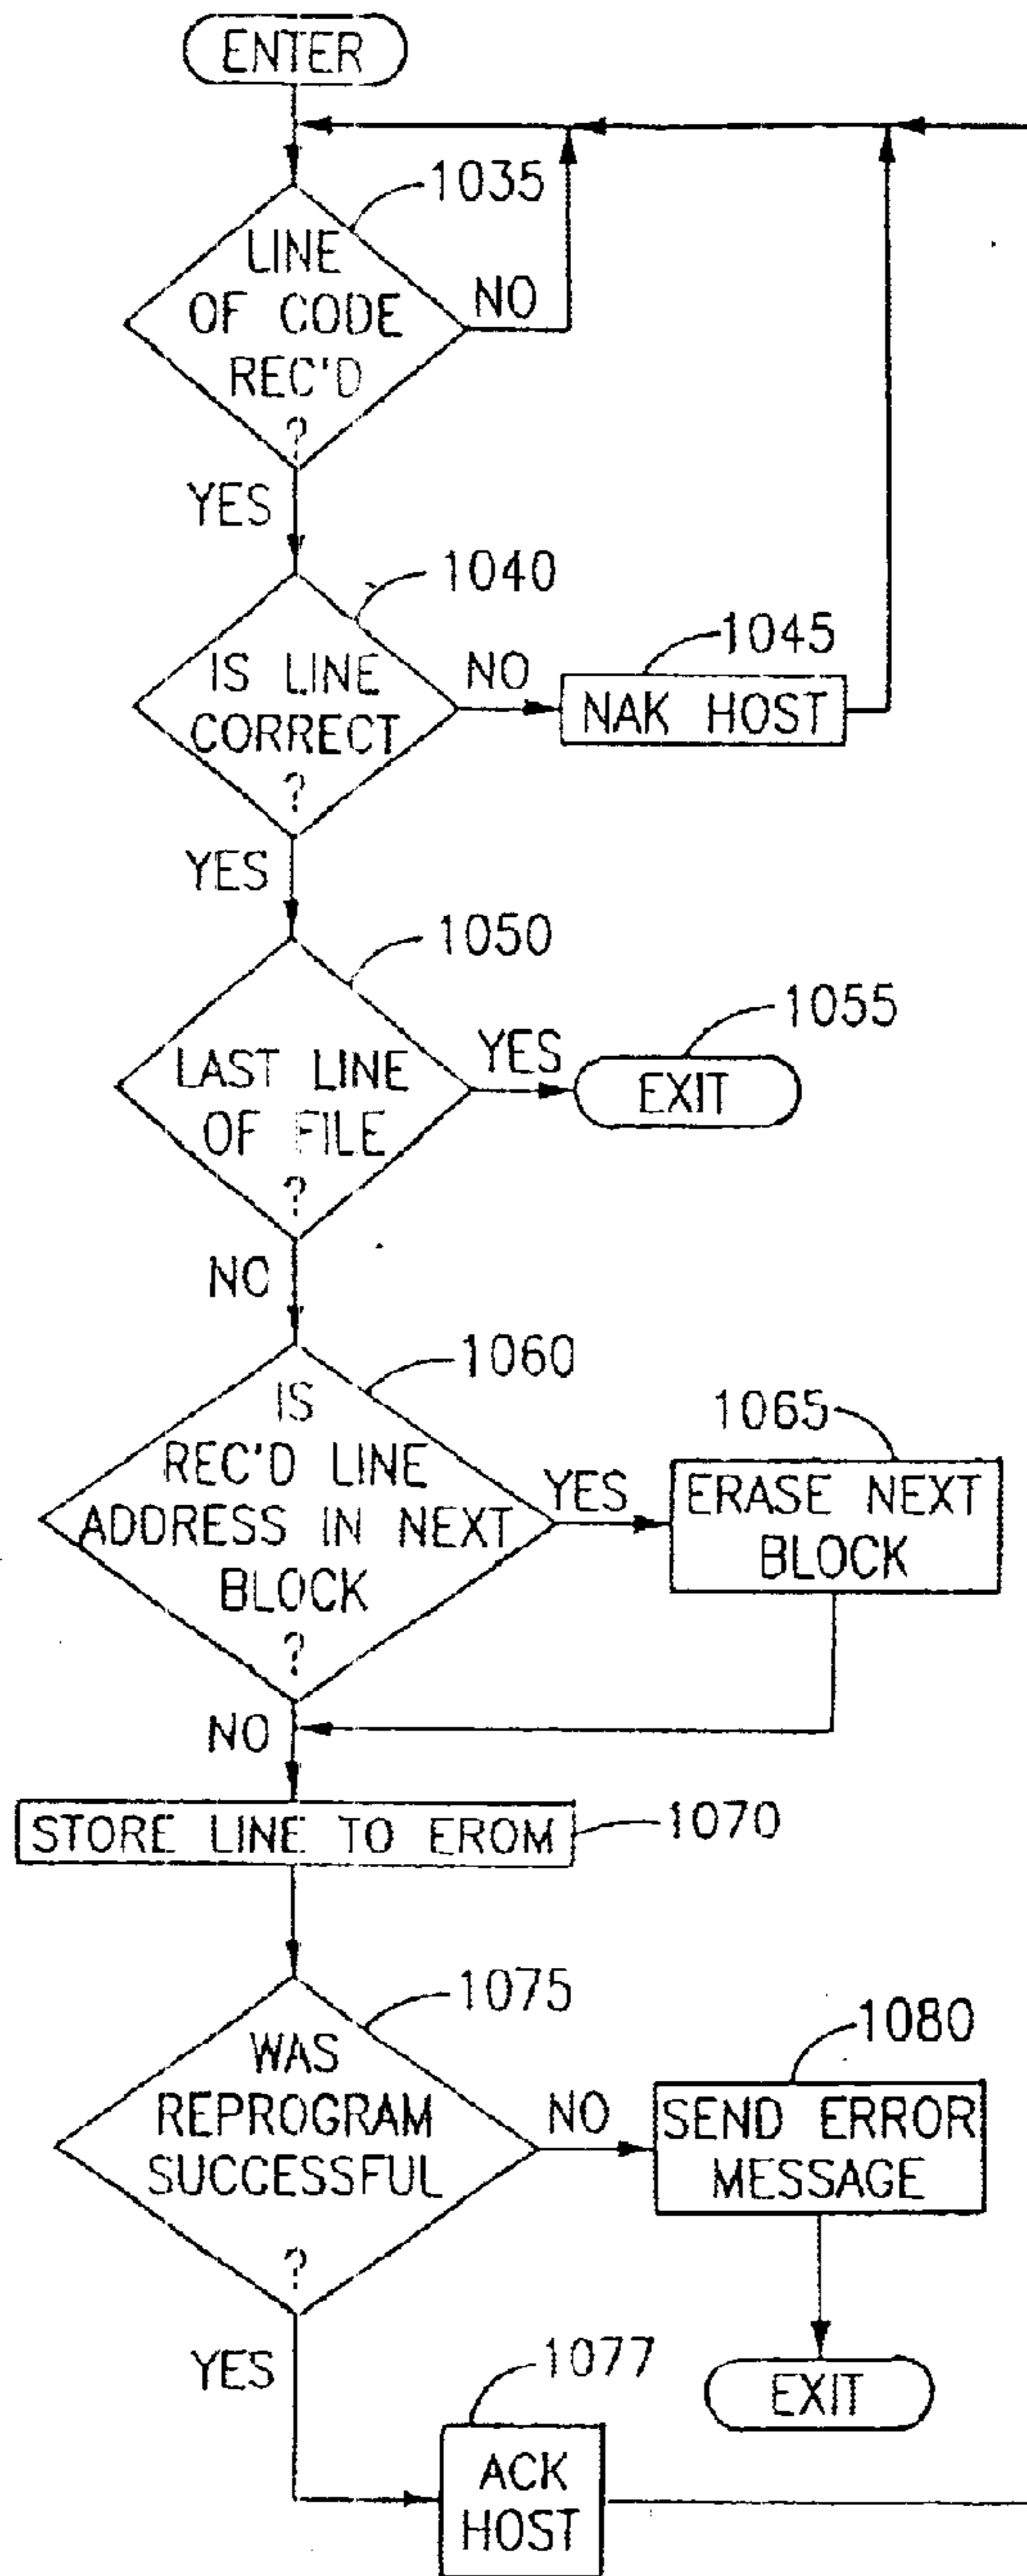 ENTER
1035
LINE
OF CODE
REC'D
?
NO
YES
1040
IS LINE
CORRECT
?
NO
1045
NAK HOST
YES
1050
LAST LINE
OF FILE
?
YES
1055
EXIT
NO
1060
IS
REC'D LINE
ADDRESS IN NEXT
BLOCK
?
YES
1065
ERASE NEXT
BLOCK
NO
STORE LINE TO EROM
1070
1075
WAS
REPROGRAM
SUCCESSFUL
?
NO
1080
SEND ERROR
MESSAGE
EXIT
YES
1077
ACK
HOST